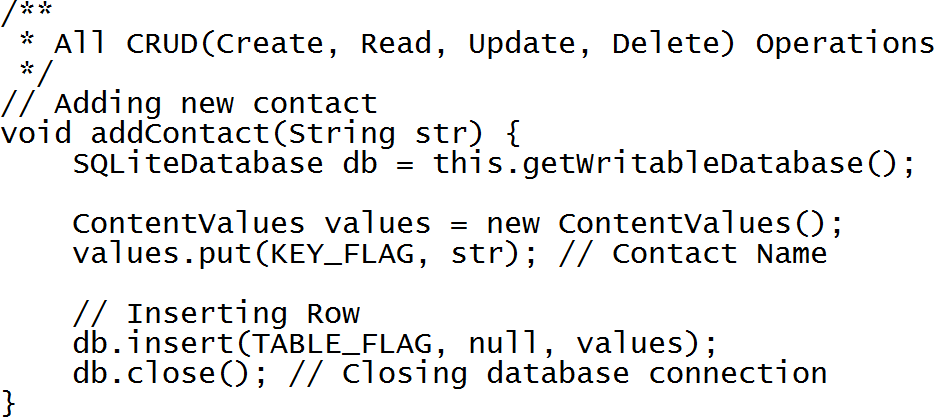 /**
 * All CRUD(Create, Read, Update, Delete) Operations
 */
// Adding new contact
void addContact(String str) {
    SQLiteDatabase db = this.getWritableDatabase();

    ContentValues values = new ContentValues();
    values.put(KEY_FLAG, str); // Contact Name

    // Inserting Row
    db.insert(TABLE_FLAG, null, values);
    db.close(); // Closing database connection
}